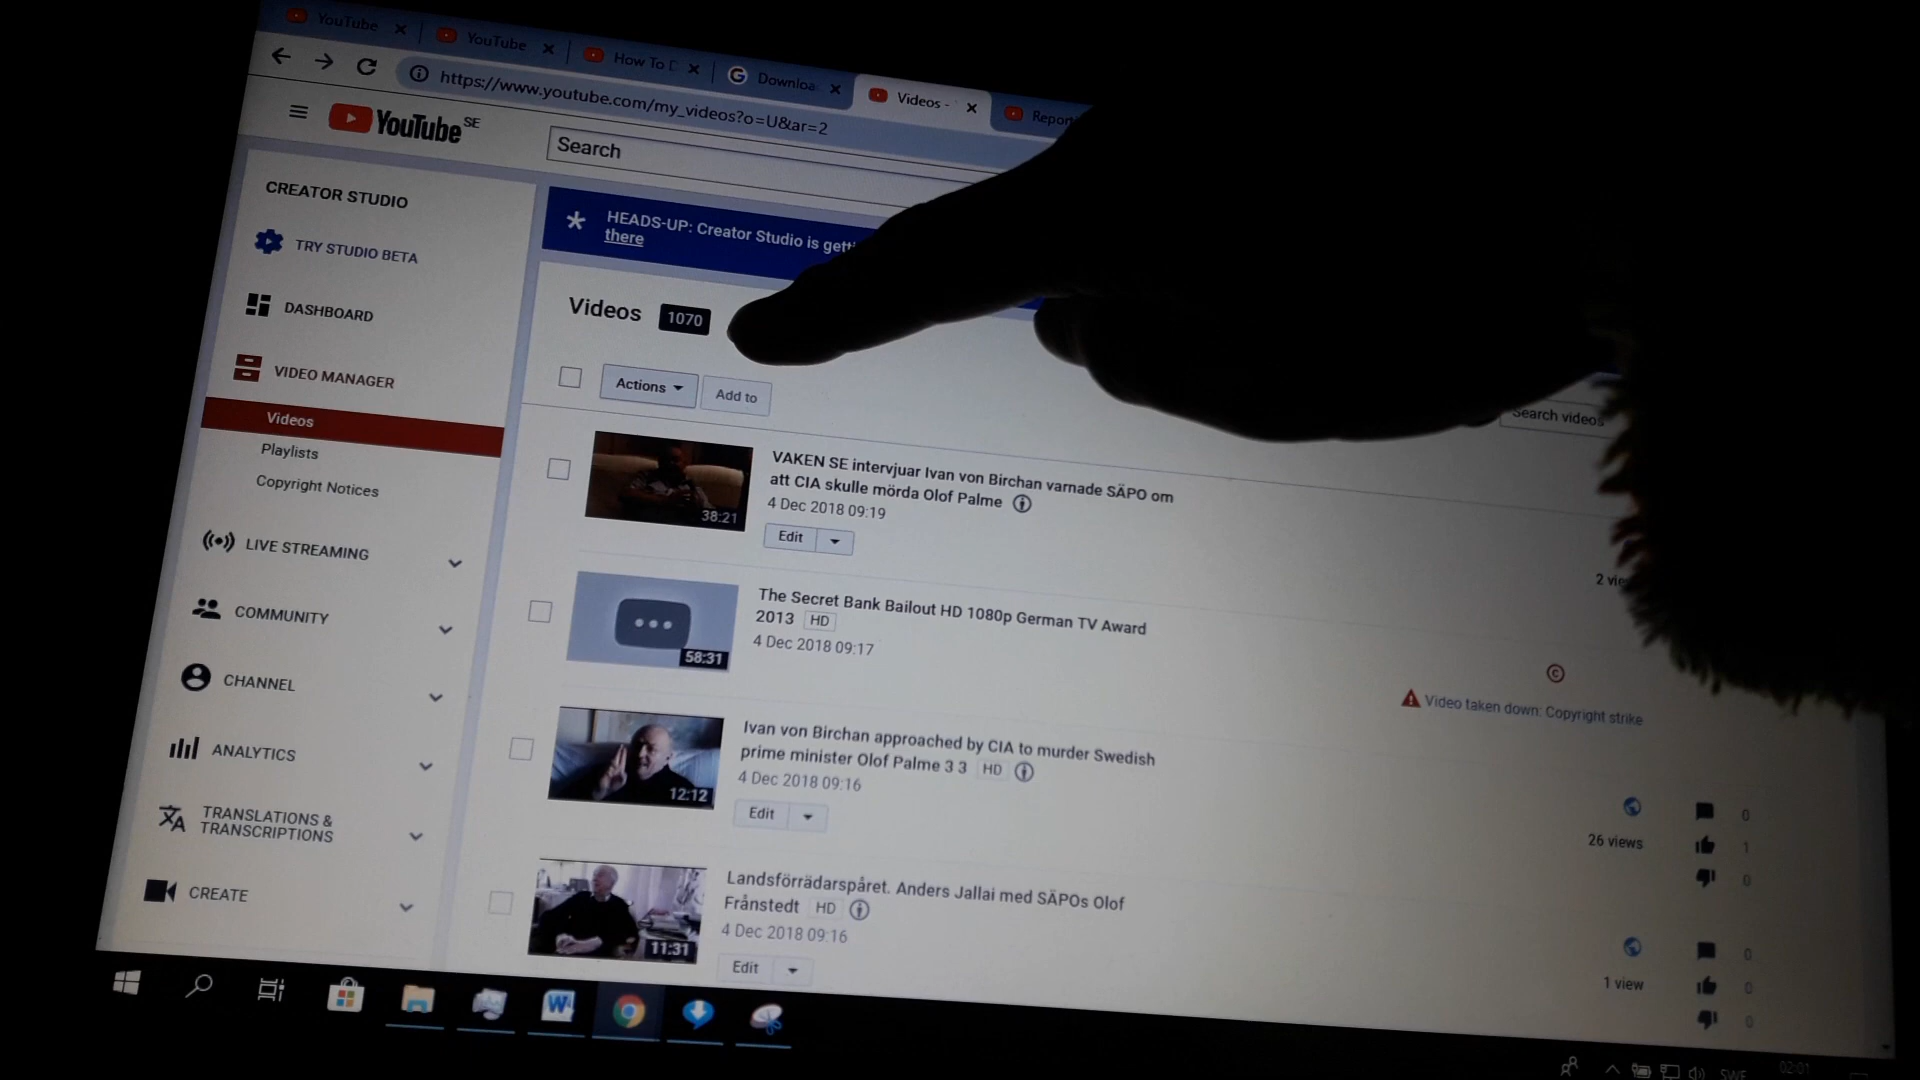 YouTube
YouTube
How To D
Downloa
Videos -
Report
https://www.youtube.com/my_videos?o=U&ar=2
YouTube SE
Search
CREATOR STUDIO
TRY STUDIO BETA
DASHBOARD
VIDEO MANAGER
Videos
Playlists
Copyright Notices
LIVE STREAMING
COMMUNITY
CHANNEL
ANALYTICS
TRANSLATIONS &
TRANSCRIPTIONS
CREATE
HEADS-UP: Creator Studio is gett
there
Videos 1070
Actions
Add to
Search videos
38:21
VAKEN SE intervjuar Ivan von Birchan varnade SÄPO om
att CIA skulle mörda Olof Palme
4 Dec 2018 09:19
Edit
2 vie
58:31
The Secret Bank Bailout HD 1080p German TV Award
2013 HD
4 Dec 2018 09:17
Video taken down: Copyright strike
12:12
Ivan von Birchan approached by CIA to murder Swedish
prime minister Olof Palme 3 3 HD
4 Dec 2018 09:16
Edit
26 views
0
1
0
11:31
Landsförrädarspåret. Anders Jallai med SÄPOs Olof
Frånstedt HD
4 Dec 2018 09:16
Edit
1 view
0
0
0
SWE
02:01